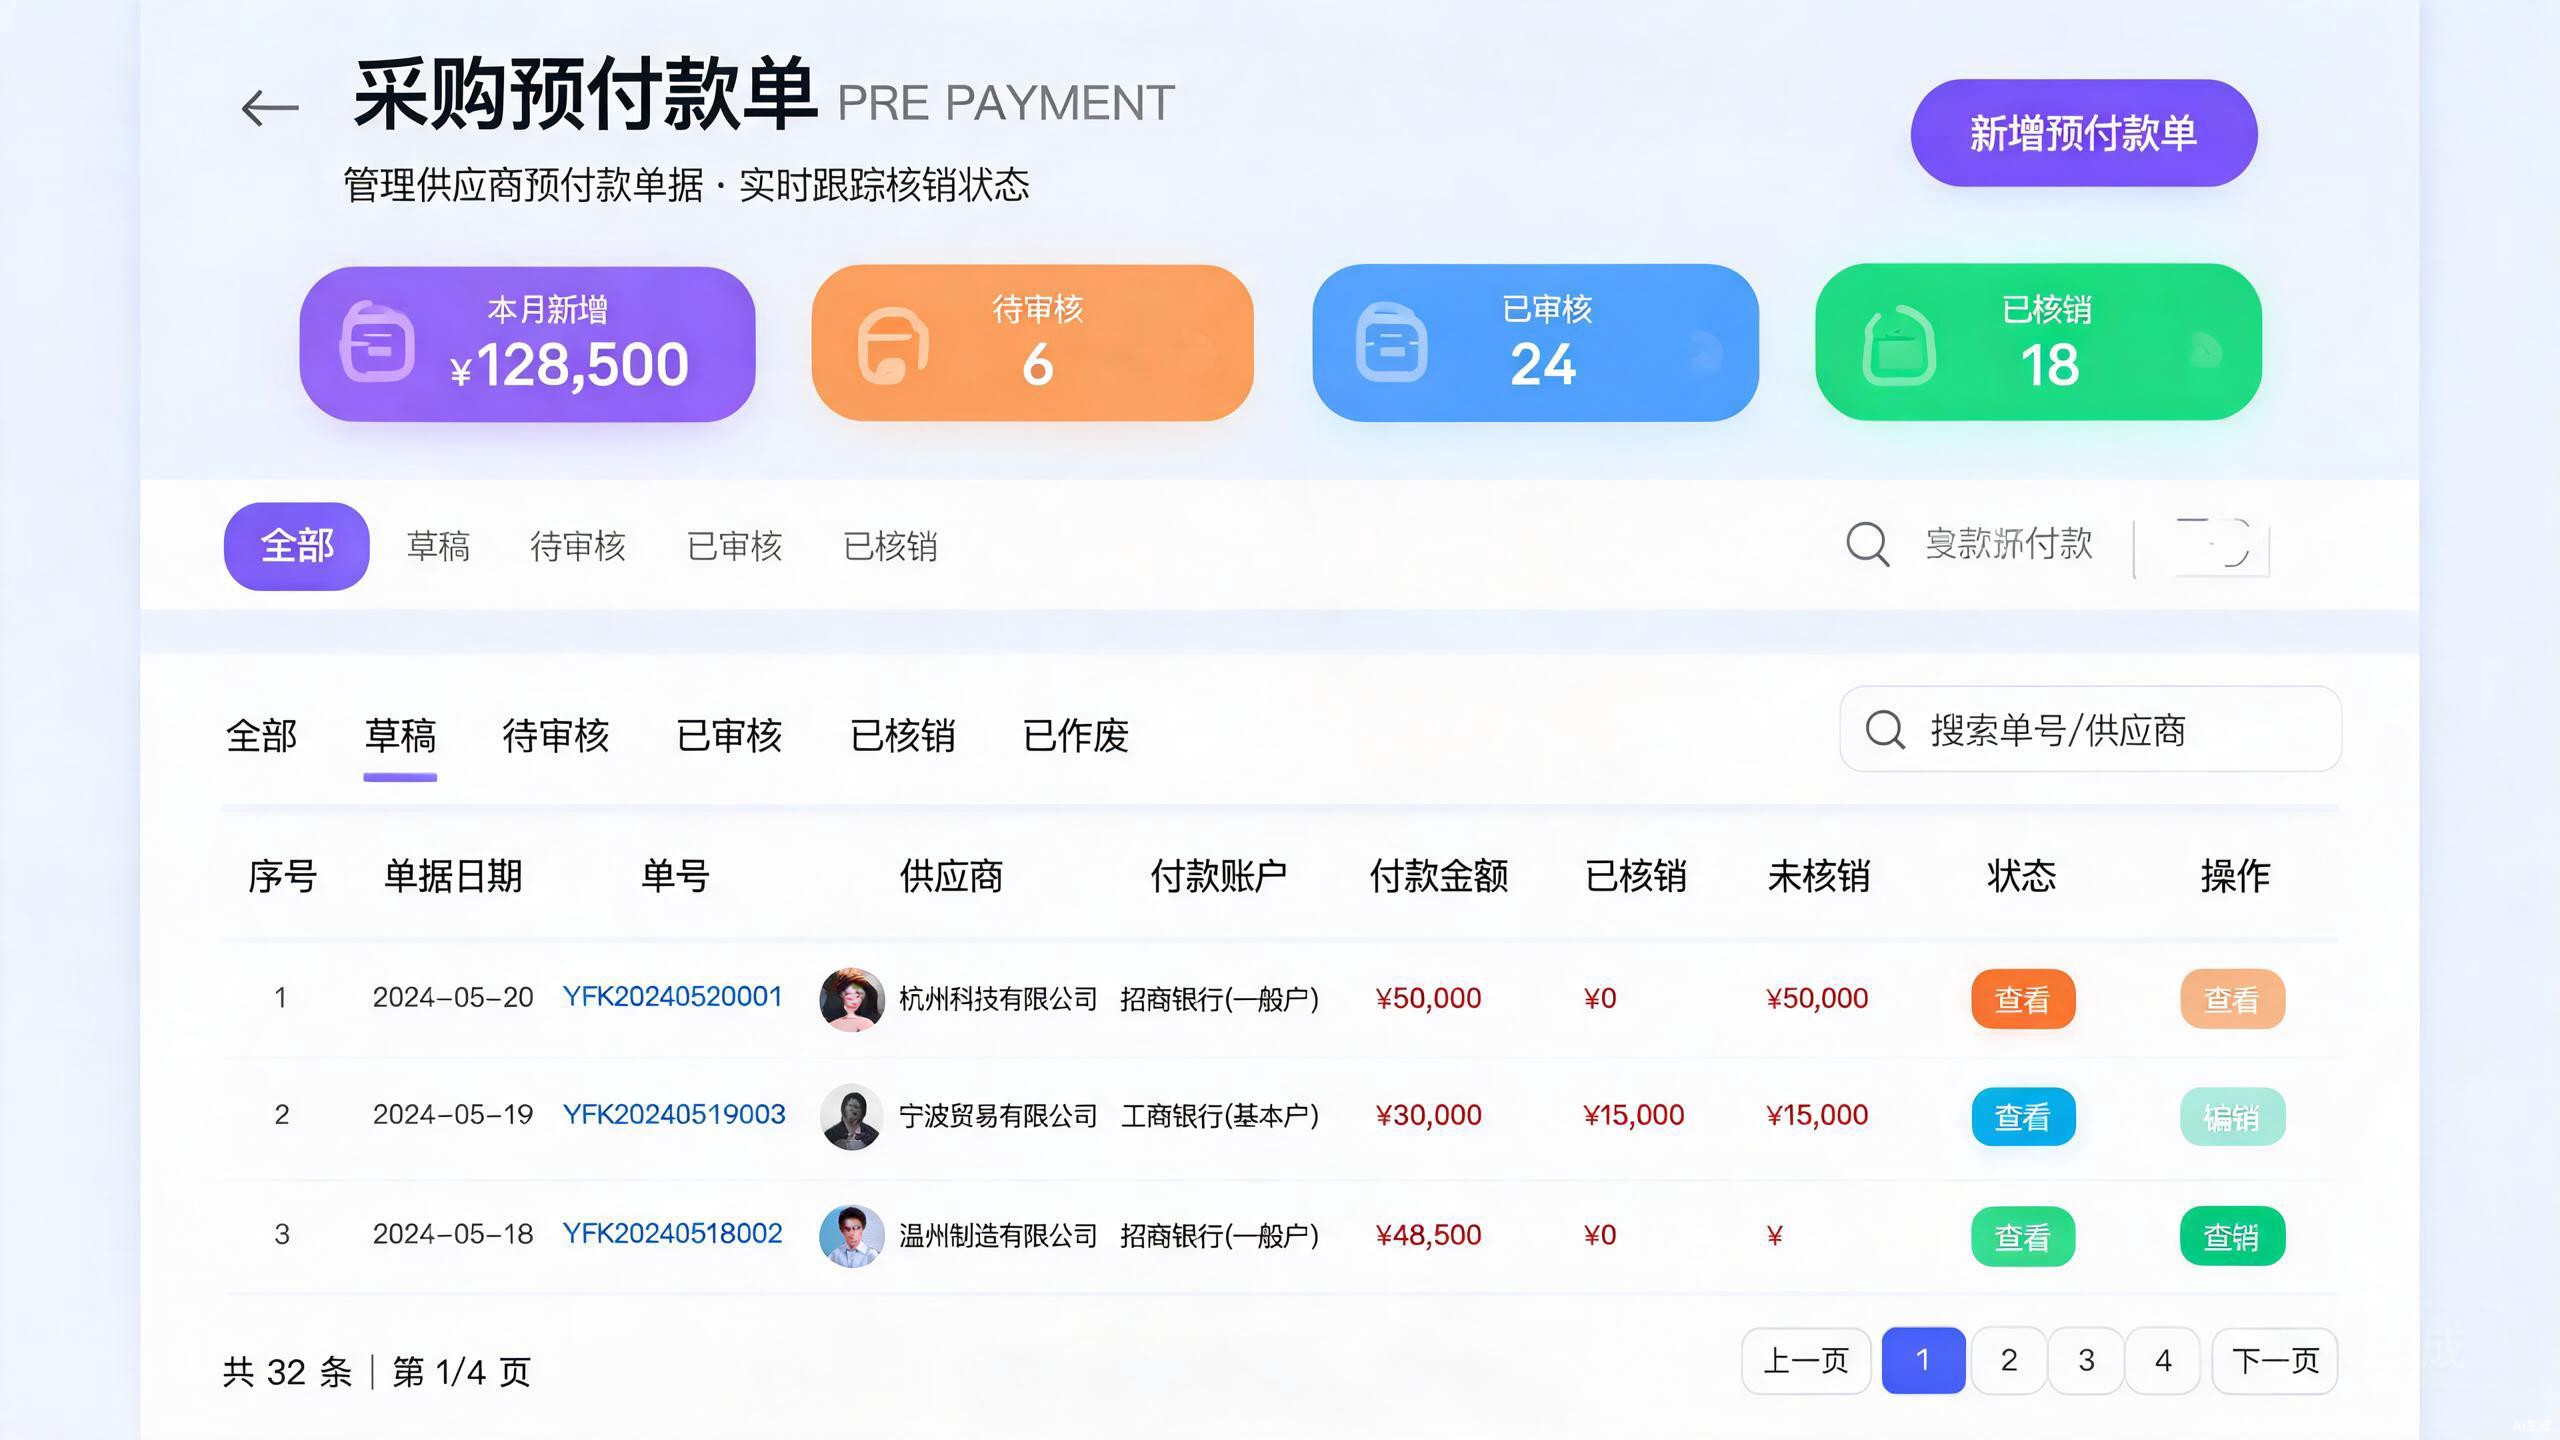 采购预付款单 PRE PAYMENT
新增预付款单
管理供应商预付款单据 · 实时跟踪核销状态
本月新增
¥128,500
待审核
6
已审核
24
已核销
18
全部 草稿 待审核 已审核 已核销
款 付款
全部 草稿 待审核 已审核 已核销 已作废
搜索单号/供应商
序号 单据日期 单号 供应商 付款账户 付款金额 已核销 未核销 状态 操作
1 2024-05-20 YFK20240520001 杭州科技有限公司 招商银行(一般户) ¥50,000 ¥0 ¥50,000 查看 查看
2 2024-05-19 YFK20240519003 宁波贸易有限公司 工商银行(基本户) ¥30,000 ¥15,000 ¥15,000 查看 销
3 2024-05-18 YFK20240518002 温州制造有限公司 招商银行(一般户) ¥48,500 ¥0 ¥ 查看 查销
共 32 条 | 第 1/4 页
上一页 1 2 3 4 下一页